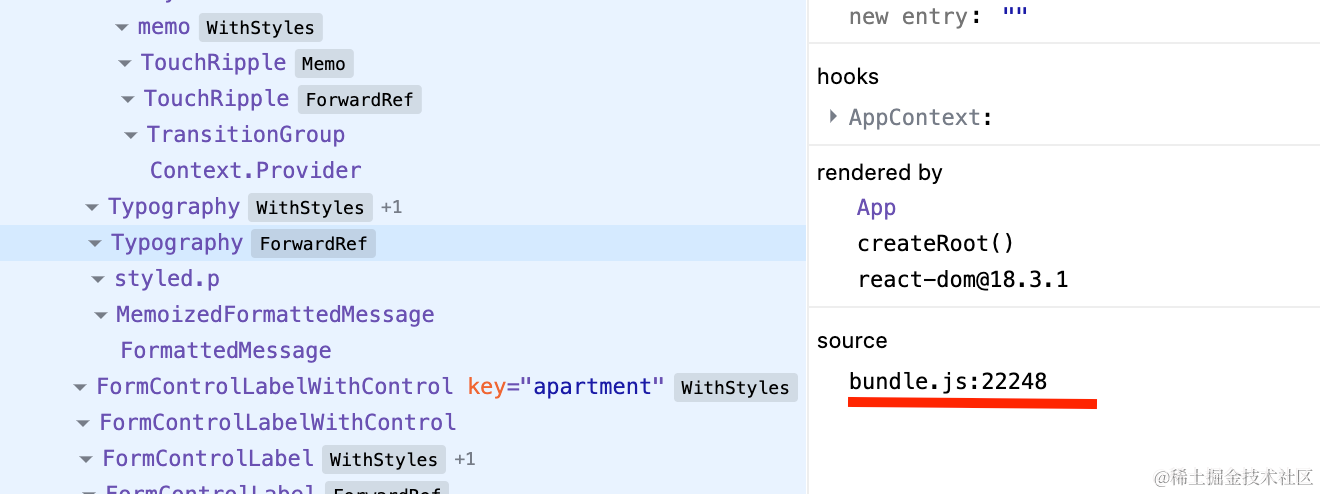 memo WithStyles
TouchRipple Memo
TouchRipple ForwardRef
TransitionGroup
Context.Provider
Typography WithStyles +1
Typography ForwardRef
styled.p
MemoizedFormattedMessage
FormattedMessage
FormControlLabelWithControl key="apartment" WithStyles
FormControlLabelWithControl
FormControlLabel WithStyles +1
FormControlLabel ForwardRef
new entry: ""
hooks
AppContext:
rendered by
App
createRoot()
react-dom@18.3.1
source
bundle.js:22248
@稀土掘金技术社区